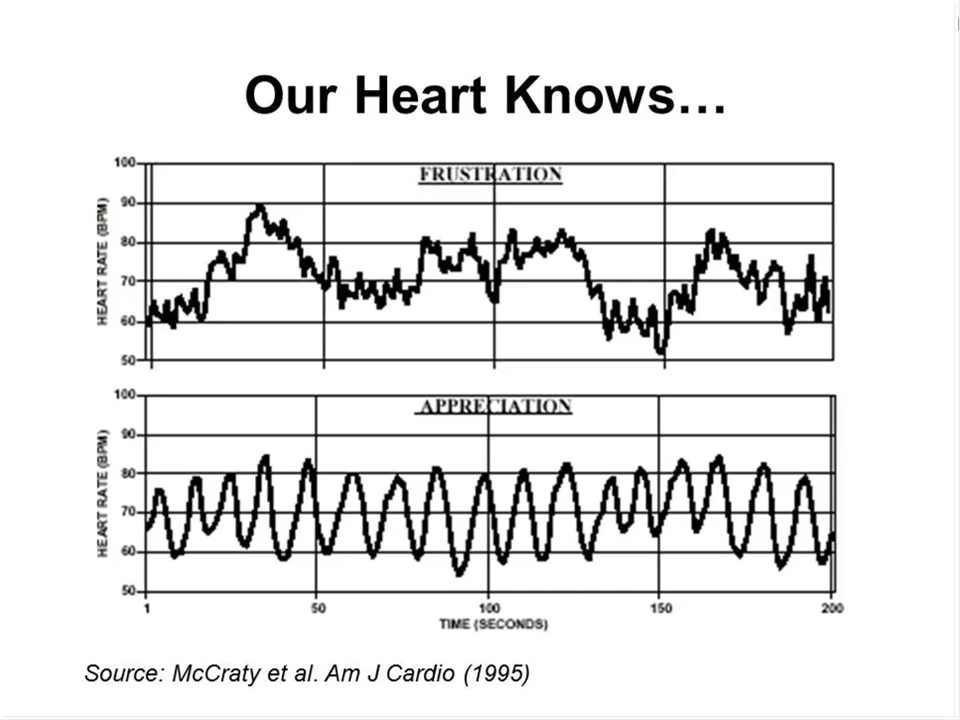 Our Heart Knows…
FRUSTRATION
100
90
80
70
60
50
HEART RATE (BPM)
APPRECIATION
100
90
80
70
60
50
HEART RATE (BPM)
1 50 100 150 200
TIME (SECONDS)
Source: McCraty et al. Am J Cardio (1995)